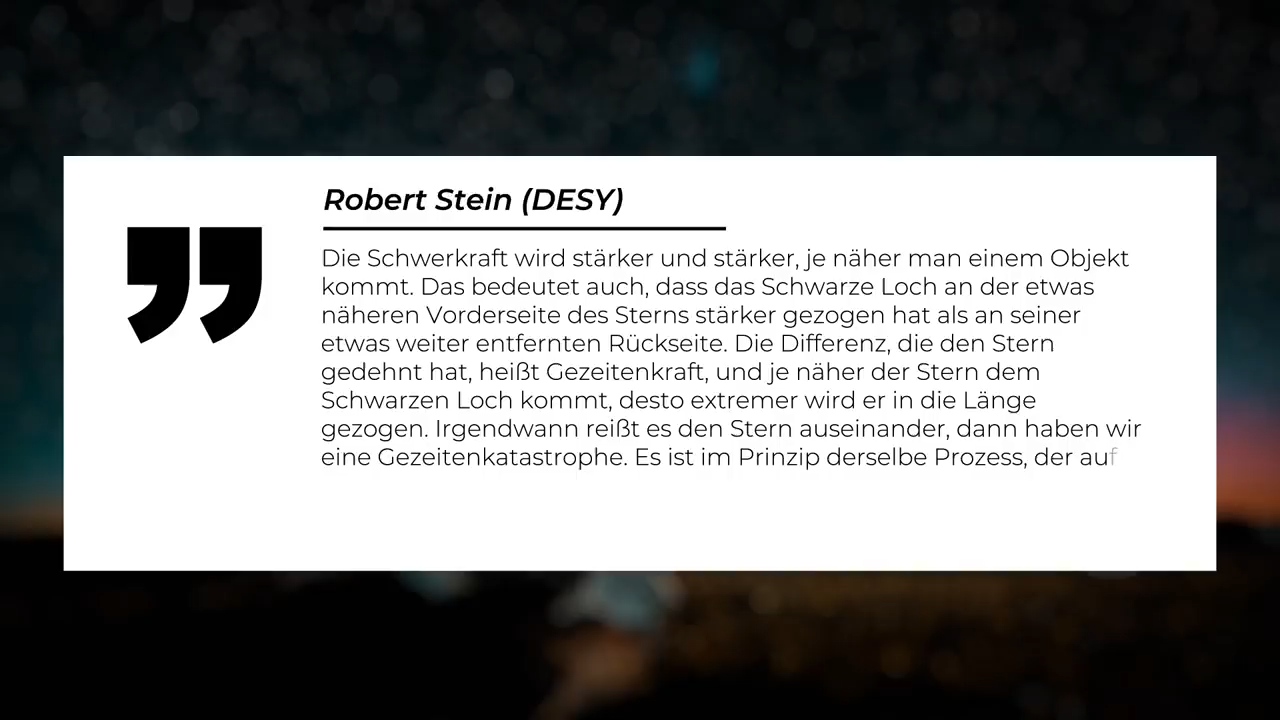 Robert Stein (DESY)
Die Schwerkraft wird stärker und stärker, je näher man einem Objekt
kommt. Das bedeutet auch, dass das Schwarze Loch an der etwas
näheren Vorderseite des Sterns stärker gezogen hat als an seiner
etwas weiter entfernten Rückseite. Die Differenz, die den Stern
gedehnt hat, heißt Gezeitenkraft, und je näher der Stern dem
Schwarzen Loch kommt, desto extremer wird er in die Länge
gezogen. Irgendwann reißt es den Stern auseinander, dann haben wir
eine Gezeitenkatastrophe. Es ist im Prinzip derselbe Prozess, der auf